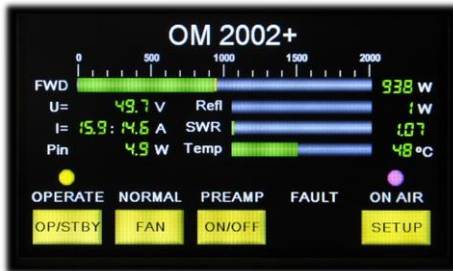 OM 2002+
0 500 1000 1500 2000
FWD 938 W
U= 49.7 V Refl 1 W
I= 15.9 : 14.6 A SWR 1.07
Pin 4.9 W Temp 48 °C
OPERATE NORMAL PREAMP FAULT ON AIR
OP/STBY FAN ON/OFF SETUP